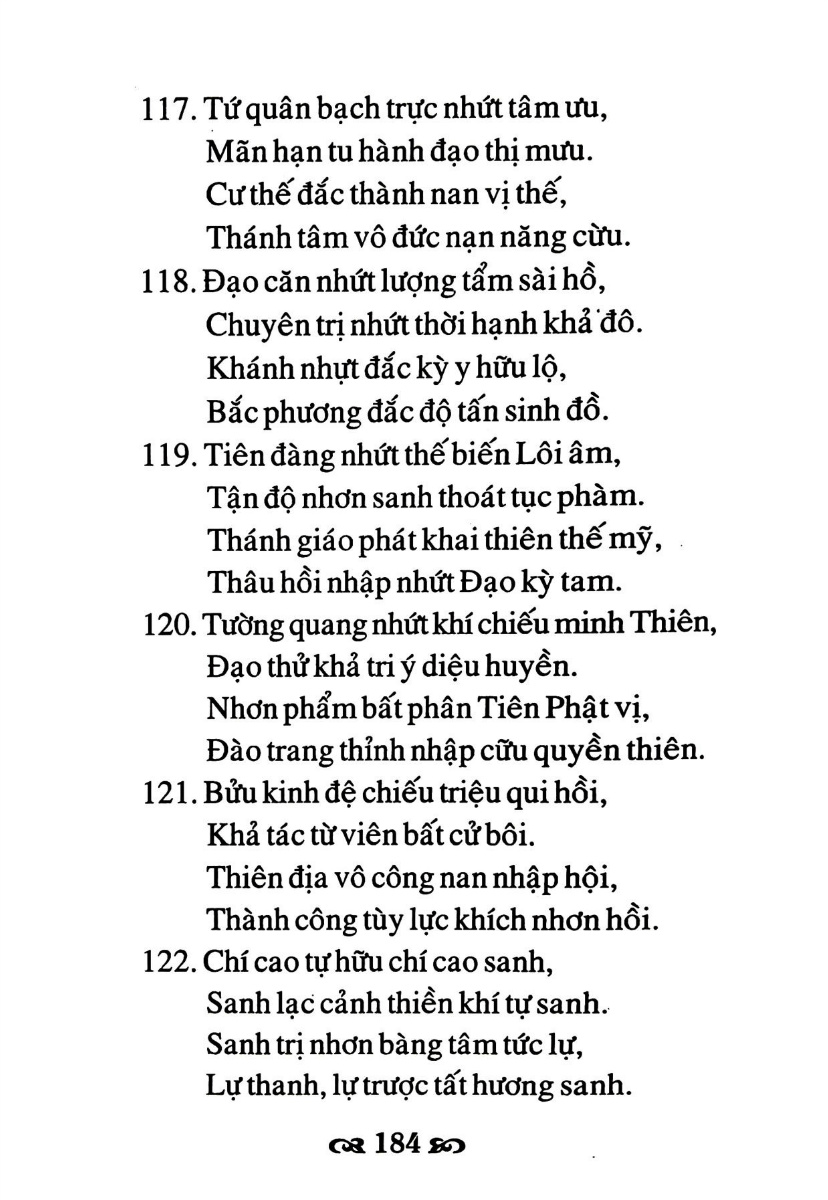 117. Tứ quân bạch trực nhứt tâm ưu,
Mãn hạn tu hành đạo thị mưu.
Cư thế đắc thành nan vị thế,
Thánh tâm vô đức nạn năng cừu.
118. Đạo căn nhứt lượng tẩm sài hồ,
Chuyên trị nhứt thời hạnh khả đô.
Khánh nhựt đắc kỳ y hữu lộ,
Bắc phương đắc độ tấn sinh đồ.
119. Tiên đàng nhứt thế biến Lôi âm,
Tận độ nhơn sanh thoát tục phàm.
Thánh giáo phát khai thiên thế mỹ,
Thâu hồi nhập nhứt Đạo kỳ tam.
120. Tường quang nhứt khí chiếu minh Thiên,
Đạo thử khả tri ý diệu huyền.
Nhơn phẩm bất phân Tiên Phật vị,
Đào trang thỉnh nhập cữu quyền thiên.
121. Bửu kinh đệ chiếu triệu qui hồi,
Khả tác từ viên bất cử bôi.
Thiên địa vô công nan nhập hội,
Thành công tùy lực khích nhơn hồi.
122. Chí cao tự hữu chí cao sanh,
Sanh lạc cảnh thiền khí tự sanh.
Sanh trị nhơn bàng tâm tức lự,
Lự thanh, lự trược tất hương sanh.
184